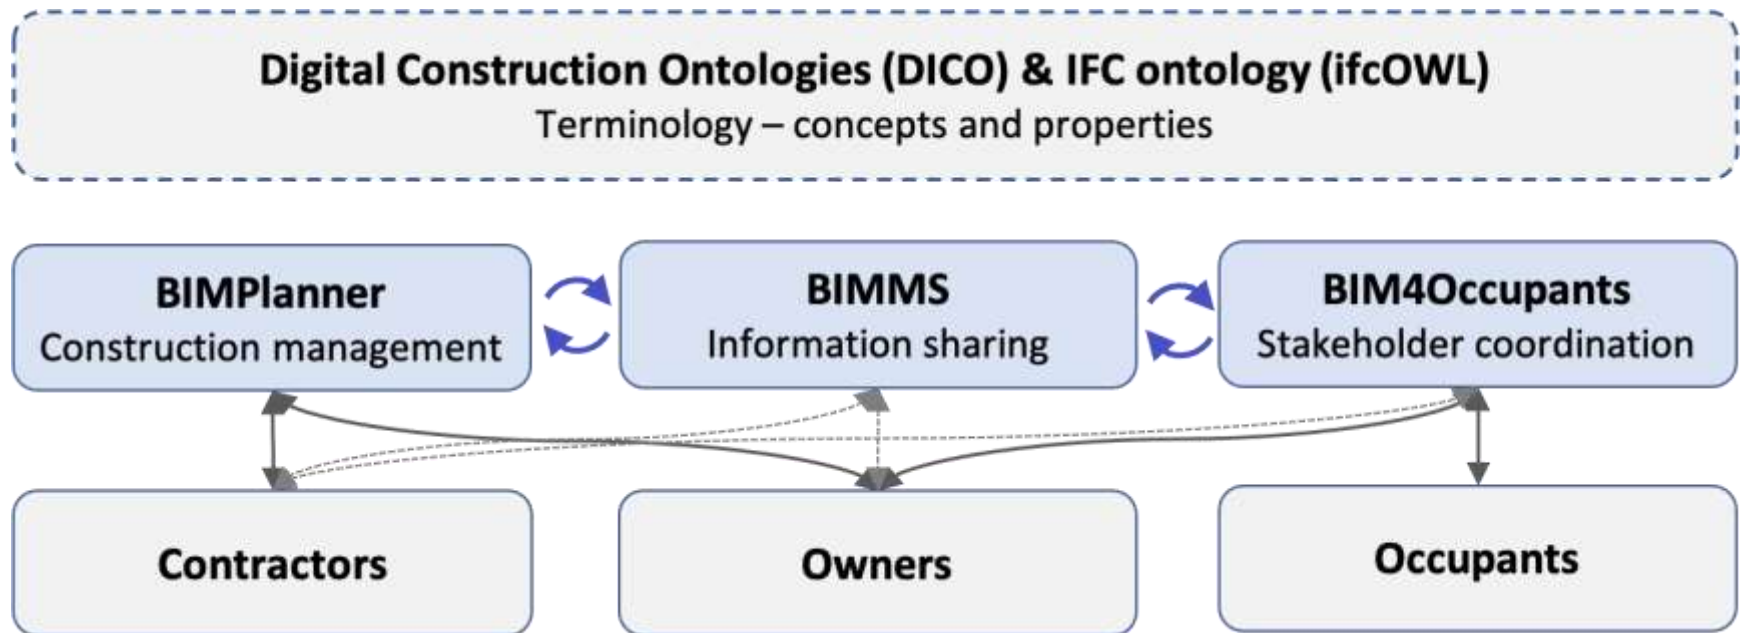 Digital Construction Ontologies (DICO) & IFC ontology (ifcOWL)
Terminology – concepts and properties
BIMPlanner
Construction management
BIMMS
Information sharing
BIM4Occupants
Stakeholder coordination
Contractors
Owners
Occupants